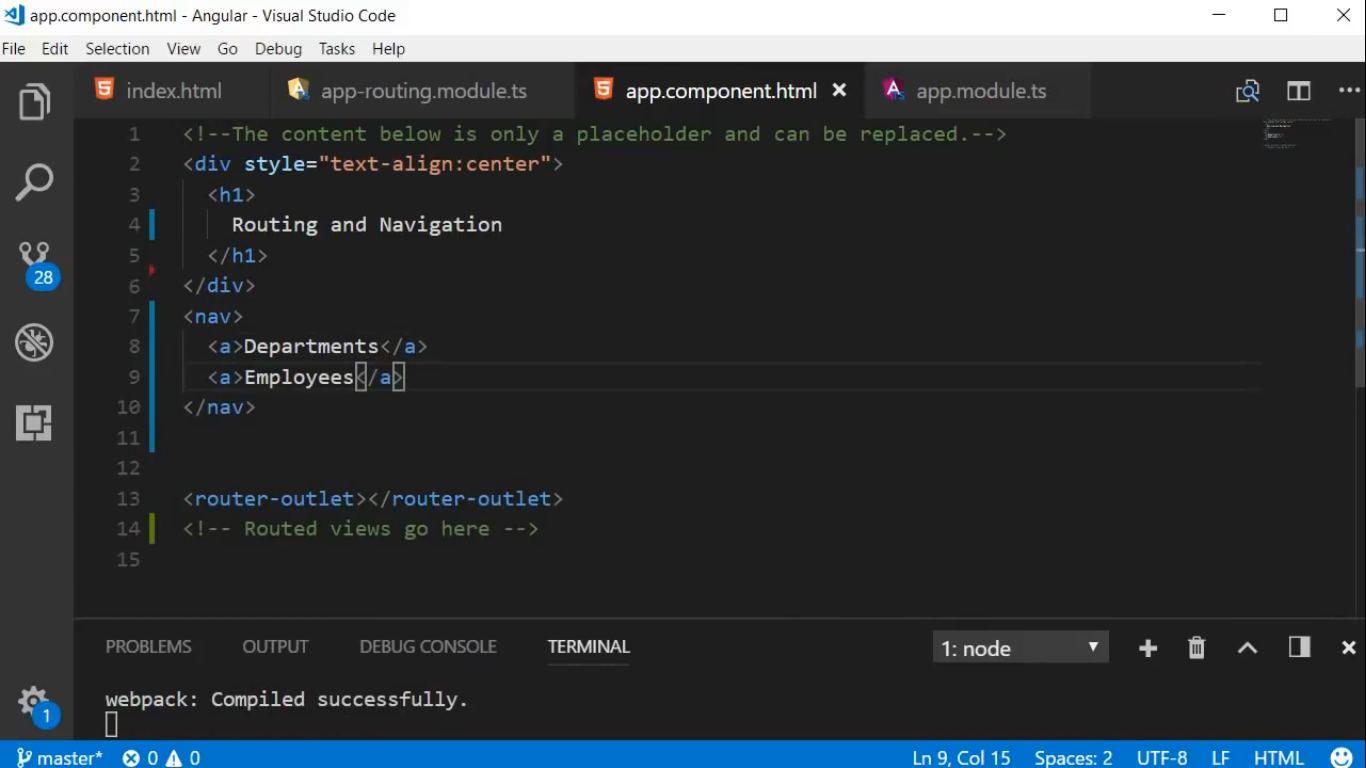 app.component.html - Angular - Visual Studio Code
File Edit Selection View Go Debug Tasks Help
index.html app-routing.module.ts app.component.html app.module.ts
1 <!--The content below is only a placeholder and can be replaced.-->
2 <div style="text-align:center">
3 <h1>
4 Routing and Navigation
5 </h1>
6 </div>
7 <nav>
8 <a>Departments</a>
9 <a>Employees</a>
10 </nav>
11
12
13 <router-outlet></router-outlet>
14 <!-- Routed views go here -->
15
28
PROBLEMS OUTPUT DEBUG CONSOLE TERMINAL 1: node
webpack: Compiled successfully.
1
master* 0 0 Ln 9, Col 15 Spaces: 2 UTF-8 LF HTML